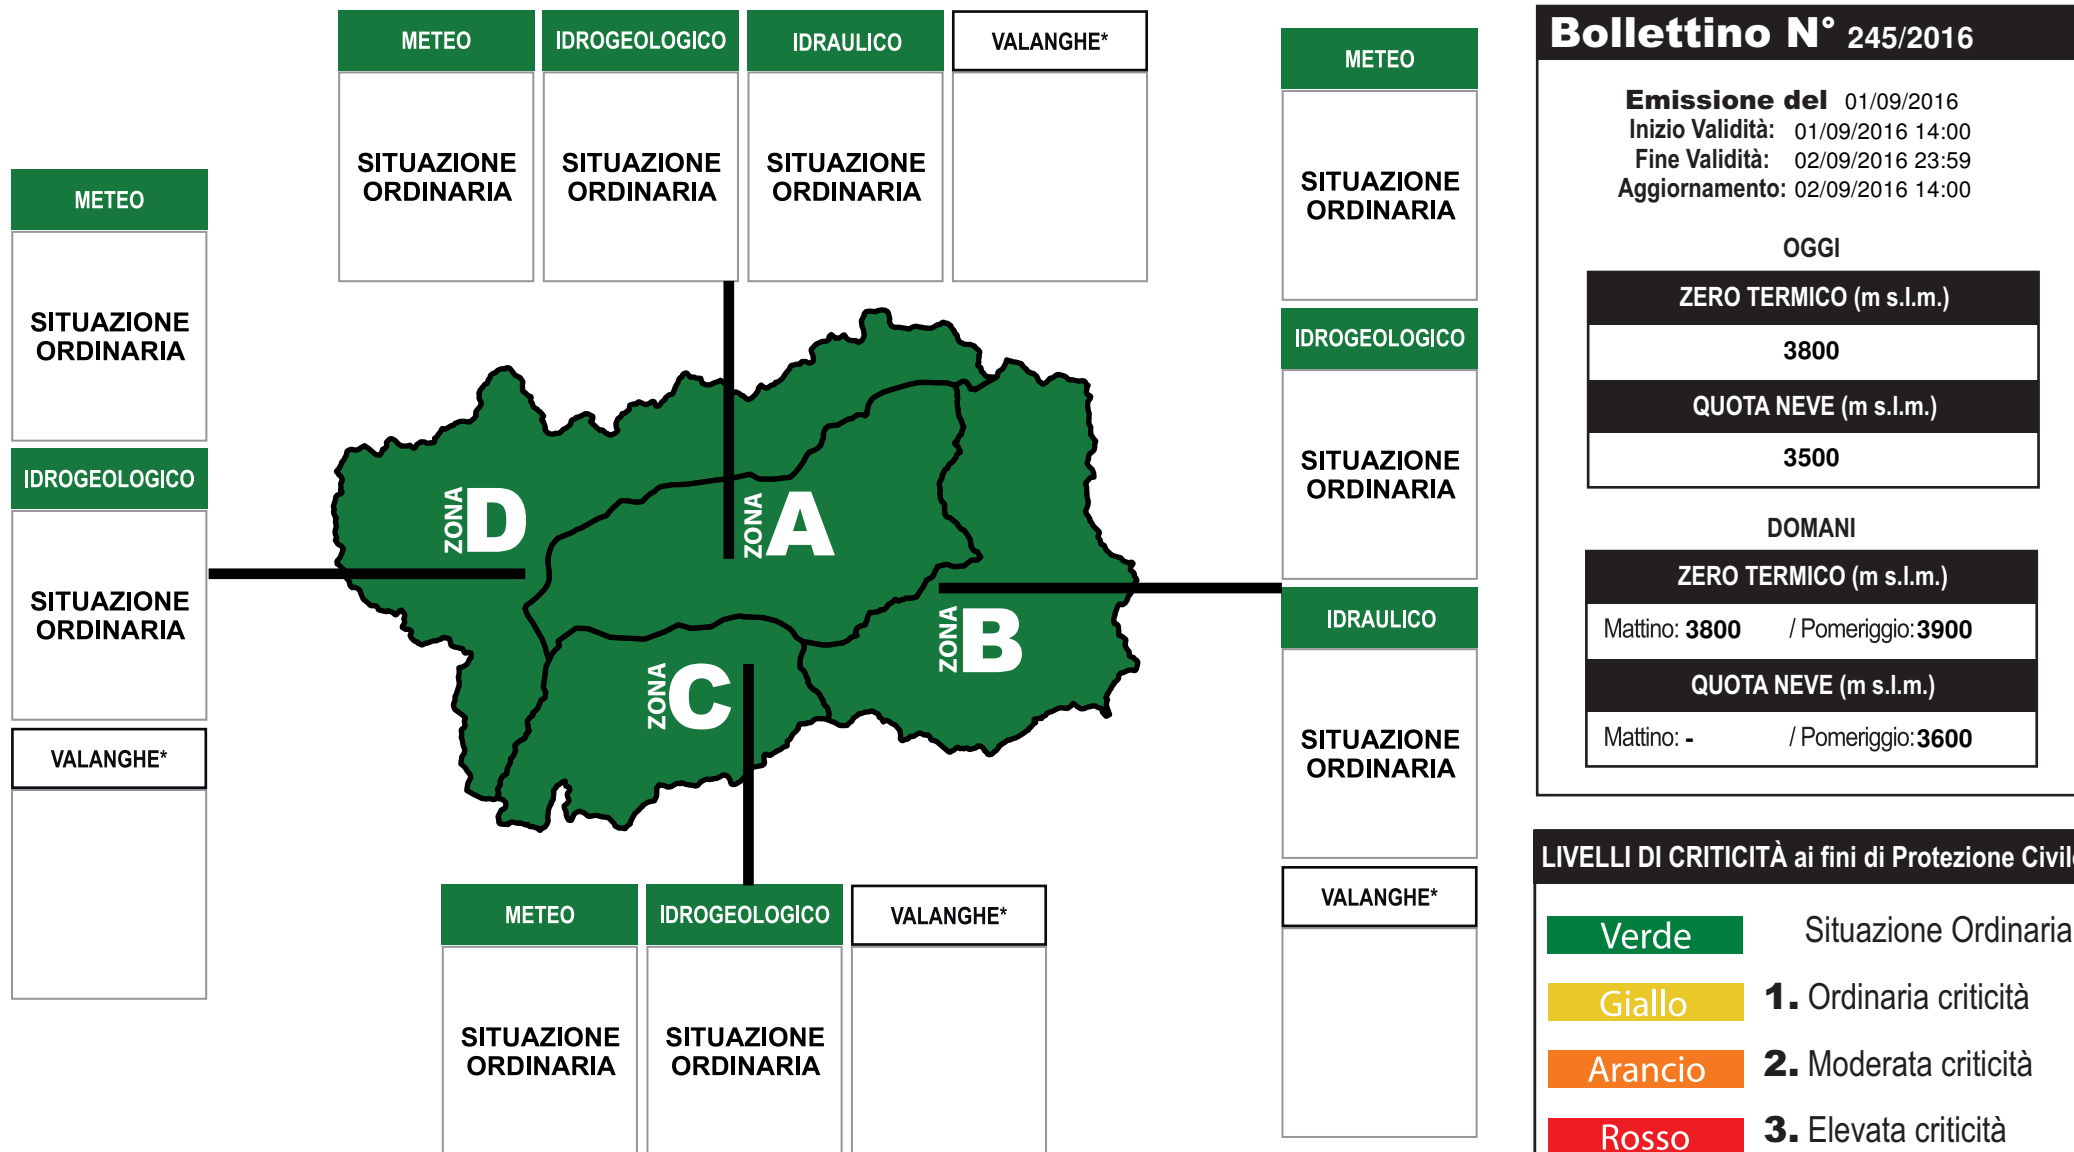 METEO
IDROGEOLOGICO
IDRAULICO
VALANGHE*
SITUAZIONE
ORDINARIA
SITUAZIONE
ORDINARIA
SITUAZIONE
ORDINARIA
METEO
SITUAZIONE
ORDINARIA
IDROGEOLOGICO
SITUAZIONE
ORDINARIA
VALANGHE*
ZONA D
ZONA A
ZONA B
ZONA C
METEO
SITUAZIONE
ORDINARIA
IDROGEOLOGICO
SITUAZIONE
ORDINARIA
IDRAULICO
SITUAZIONE
ORDINARIA
VALANGHE*
METEO
IDROGEOLOGICO
VALANGHE*
SITUAZIONE
ORDINARIA
SITUAZIONE
ORDINARIA
Bollettino N° 245/2016
Emissione del 01/09/2016
Inizio Validità: 01/09/2016 14:00
Fine Validità: 02/09/2016 23:59
Aggiornamento: 02/09/2016 14:00
OGGI
ZERO TERMICO (m s.l.m.)
3800
QUOTA NEVE (m s.l.m.)
3500
DOMANI
ZERO TERMICO (m s.l.m.)
Mattino: 3800 / Pomeriggio: 3900
QUOTA NEVE (m s.l.m.)
Mattino: - / Pomeriggio: 3600
LIVELLI DI CRITICITÀ ai fini di Protezione Civile
Verde Situazione Ordinaria
Giallo 1. Ordinaria criticità
Arancio 2. Moderata criticità
Rosso 3. Elevata criticità